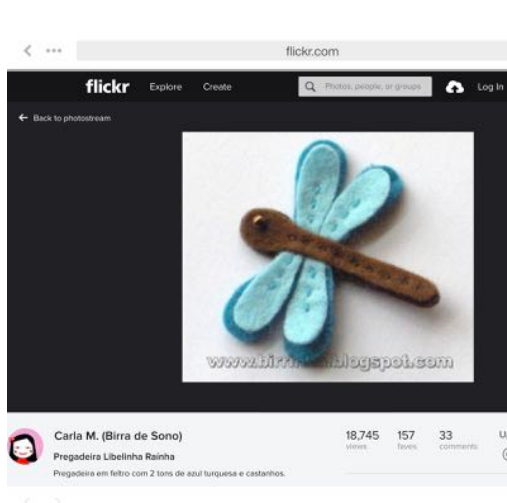 flickr.com
flickr Explore Create Photos, people, or groups Log In
Back to photostream
Carla M. (Birra de Sono)
18,745 157 33
views faves comments
Pregadeira Libelinha Rainha
Pregadeira em feltro com 2 tons de azul turquesa e castanhos.